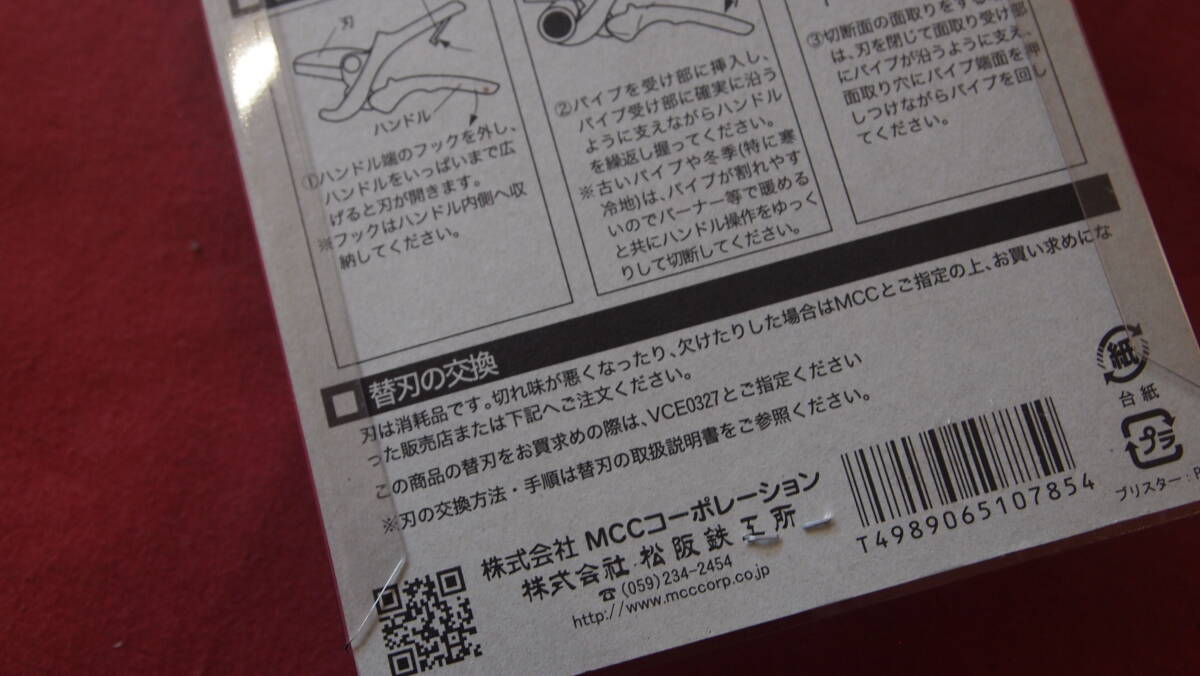 刃
ハンドル
①ハンドル端のフックを外し、
ハンドルをいっぱいまで広
げると刃が開きます。
※フックはハンドル内側へ収
納してください。
②パイプを受け部に挿入し、
パイプ受け部に確実に沿う
ように支えながらハンドル
を繰返し握ってください。
※古いパイプや冬季(特に寒
冷地)は、パイプが割れやす
いのでバーナー等で暖める
と共にハンドル操作をゆっく
りして切断してください。
③切断面の面取りをする
は、刃を閉じて面取り受け部
にパイプが沿うように支え、
面取り穴にパイプ端面を押
しつけながらパイプを回し
てください。
替刃の交換
刃は消耗品です。切れ味が悪くなったり、欠けたりした場合はMCCとご指定の上、お買い求めにな
った販売店または下記へご注文ください。
この商品の替刃をお買求めの際は、VCE0327とご指定ください
※刃の交換方法・手順は替刃の取扱説明書をご参照ください。
株式会社 MCCコーポレーション
株式会社 松阪鉄工所
☎(059)234-2454
http://www.mcccorp.co.jp
T4989065107854
紙
台紙
プラ
ブリスター：P